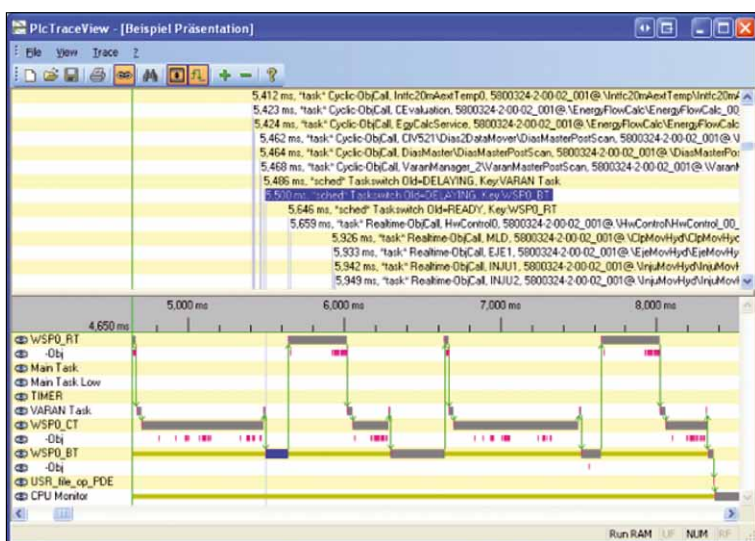 PlcTraceView - [Beispiel Präsentation]
File View Trace ?
5,412 ms, *task* Cyclic-ObjCall, Intfc20mAextTemp0, 5800324-2-00-02_001@.\Intfc20mAextTemp\Intfc20mA
5,423 ms, *task* Cyclic-ObjCall, CEvaluation, 5800324-2-00-02_001@.\EnergyFlowCalc\EnergyFlowCalc_00_
5,424 ms, *task* Cyclic-ObjCall, EgyCalcService, 5800324-2-00-02_001@.\EnergyFlowCalc\EnergyFlowCal
5,462 ms, *task* Cyclic-ObjCall, CIV521\Dias2DataMover\DiasMasterPostScan, 5800324-2-00-02_001@.\
5,464 ms, *task* Cyclic-ObjCall, DiasMaster\DiasMasterPostScan, 5800324-2-00-02_001@.\DiasMasterPos
5,468 ms, *task* Cyclic-ObjCall, VaranManager_2\VaranMasterPostScan, 5800324-2-00-02_001@.\VaranM
5,486 ms, *sched* Taskswitch Old=DELAYING, Key:VARAN Task
5,500 ms, *sched* Taskswitch Old=DELAYING, Key:WSP0_BT
5,646 ms, *sched* Taskswitch Old=READY, Key:WSP0_RT
5,659 ms, *task* Realtime-ObjCall, HwControl0, 5800324-2-00-02_001@.\HwControl\HwControl_00_
5,926 ms, *task* Realtime-ObjCall, MLD, 5800324-2-00-02_001@.\ClpMovHyd\ClpMovHyc
5,933 ms, *task* Realtime-ObjCall, EJE1, 5800324-2-00-02_001@.\EjeMovHyd\EjeMovHy
5,942 ms, *task* Realtime-ObjCall, INJU1, 5800324-2-00-02_001@.\InjuMovHyd\InjuMovH
5,949 ms, *task* Realtime-ObjCall, INJU2, 5800324-2-00-02_001@.\InjuMovHyd\InjuMovH
5,000 ms 6,000 ms 7,000 ms 8,000 ms
4,650 ms
WSP0_RT
-Obj
Main Task
Main Task Low
TIMER
VARAN Task
WSP0_CT
-Obj
WSP0_BT
-Obj
USR_file_op_PDE
CPU Monitor
Run RAM UF NUM RF